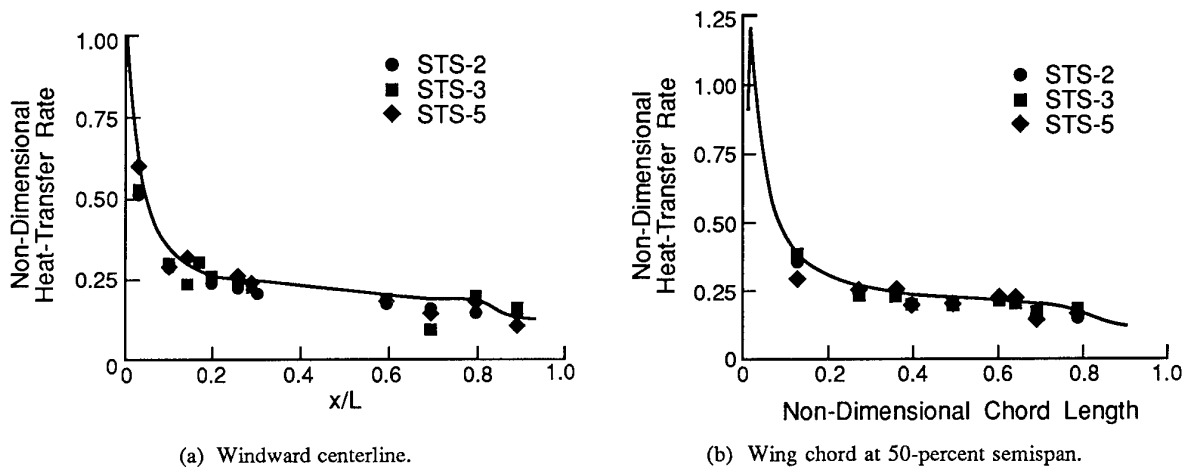 1.00
0.75
0.50
0.25
0
Non-Dimensional
Heat-Transfer Rate
STS-2
STS-3
STS-5
0 0.2 0.4 0.6 0.8 1.0
x/L
(a) Windward centerline.
1.25
1.00
0.75
0.50
0.25
0
Non-Dimensional
Heat-Transfer Rate
STS-2
STS-3
STS-5
0 0.2 0.4 0.6 0.8 1.0
Non-Dimensional Chord Length
(b) Wing chord at 50-percent semispan.